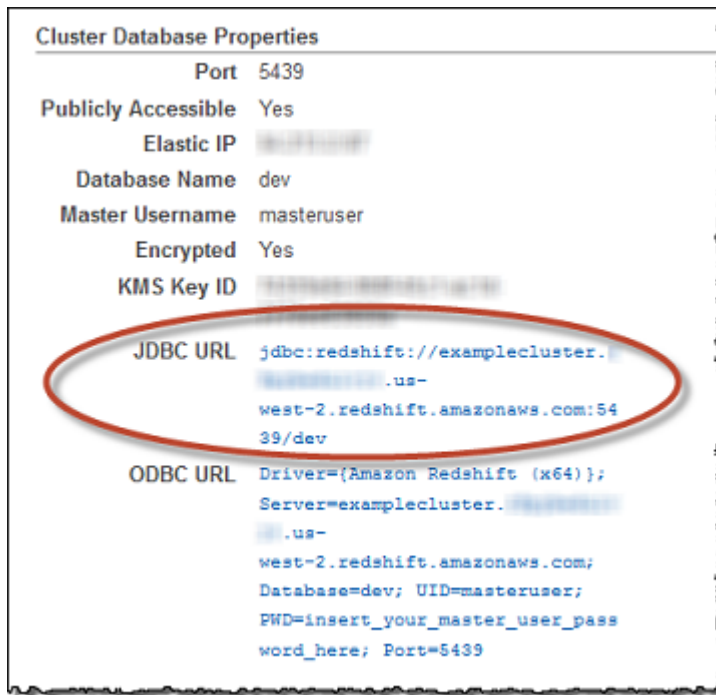 Cluster Database Properties
Port 5439
Publicly Accessible Yes
Elastic IP
Database Name dev
Master Username masteruser
Encrypted Yes
KMS Key ID
JDBC URL jdbc:redshift://examplecluster.
.us-
west-2.redshift.amazonaws.com:54
39/dev
ODBC URL Driver={Amazon Redshift (x64)};
Server=examplecluster.
.us-
west-2.redshift.amazonaws.com;
Database=dev; UID=masteruser;
PWD=insert_your_master_user_pass
word_here; Port=5439